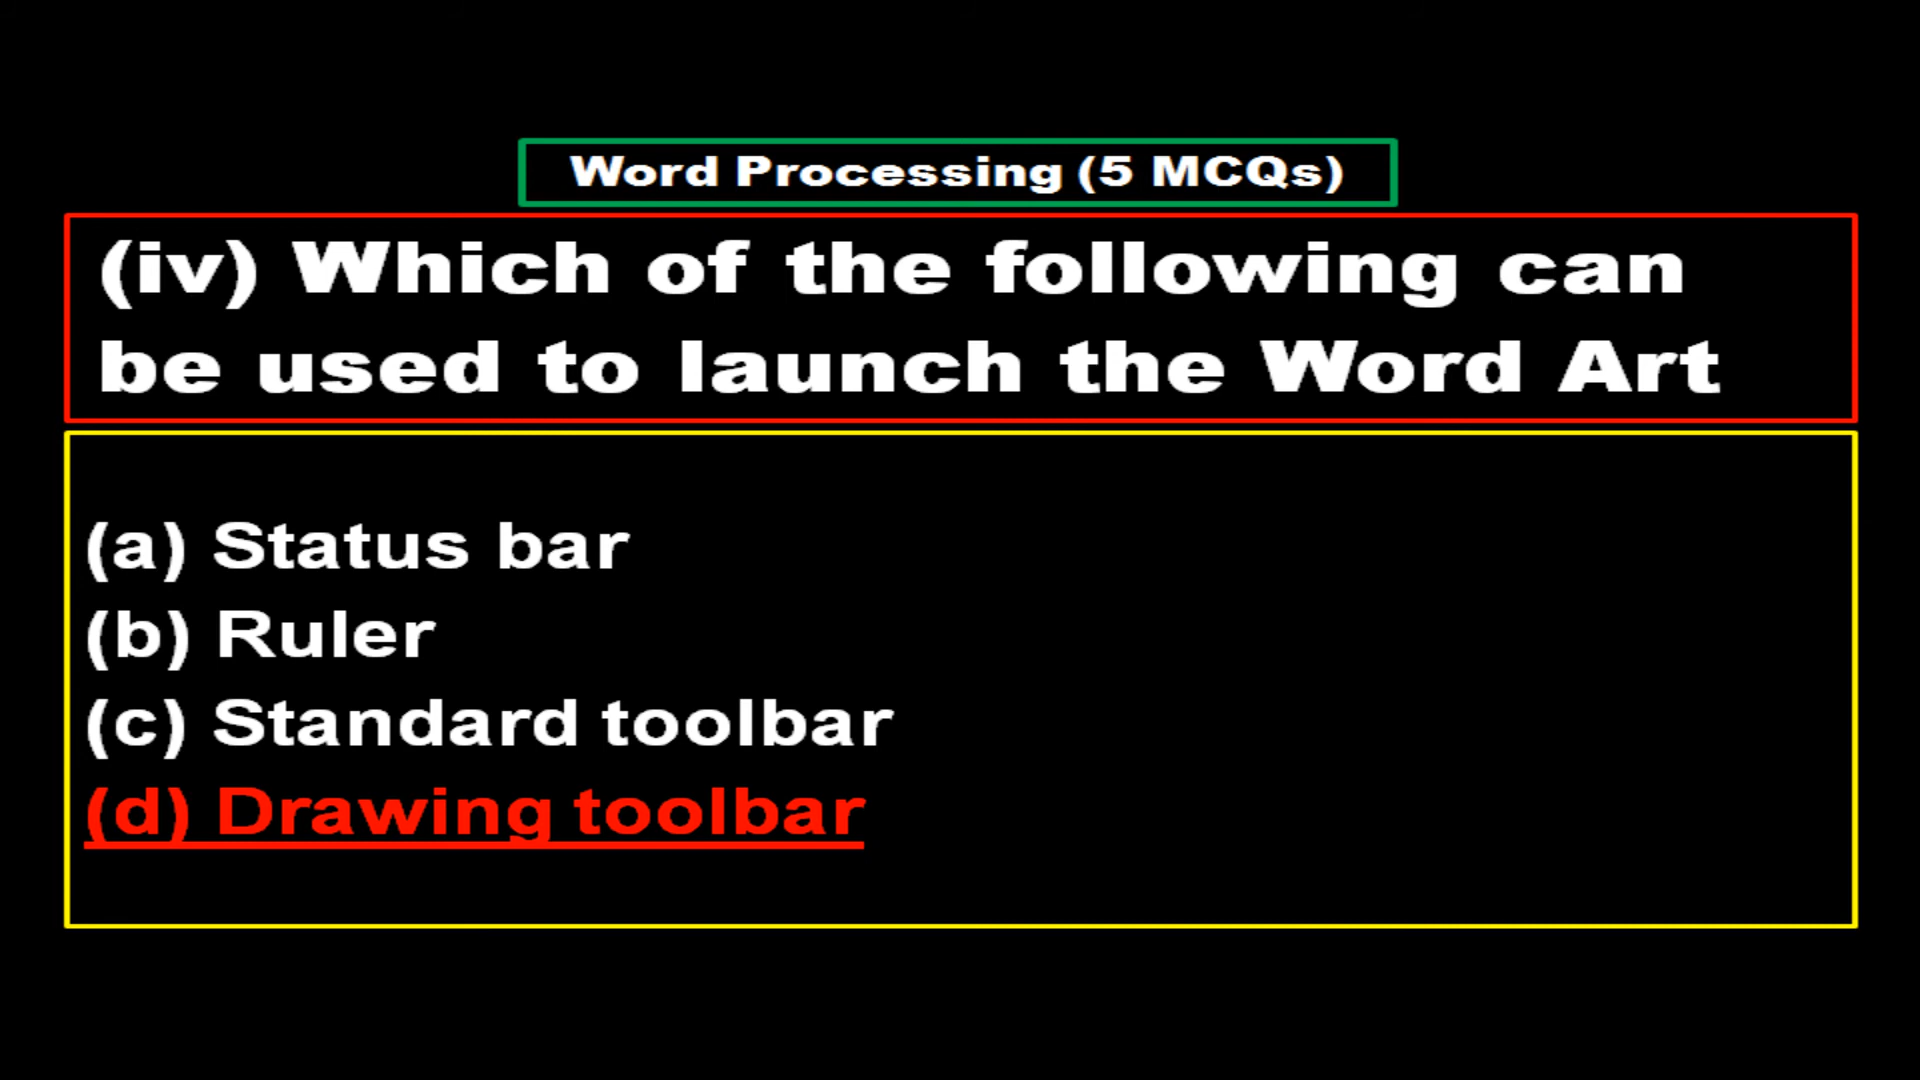 Word Processing (5 MCQs)
(iv) Which of the following can
be used to launch the Word Art
(a) Status bar
(b) Ruler
(c) Standard toolbar
(d) Drawing toolbar